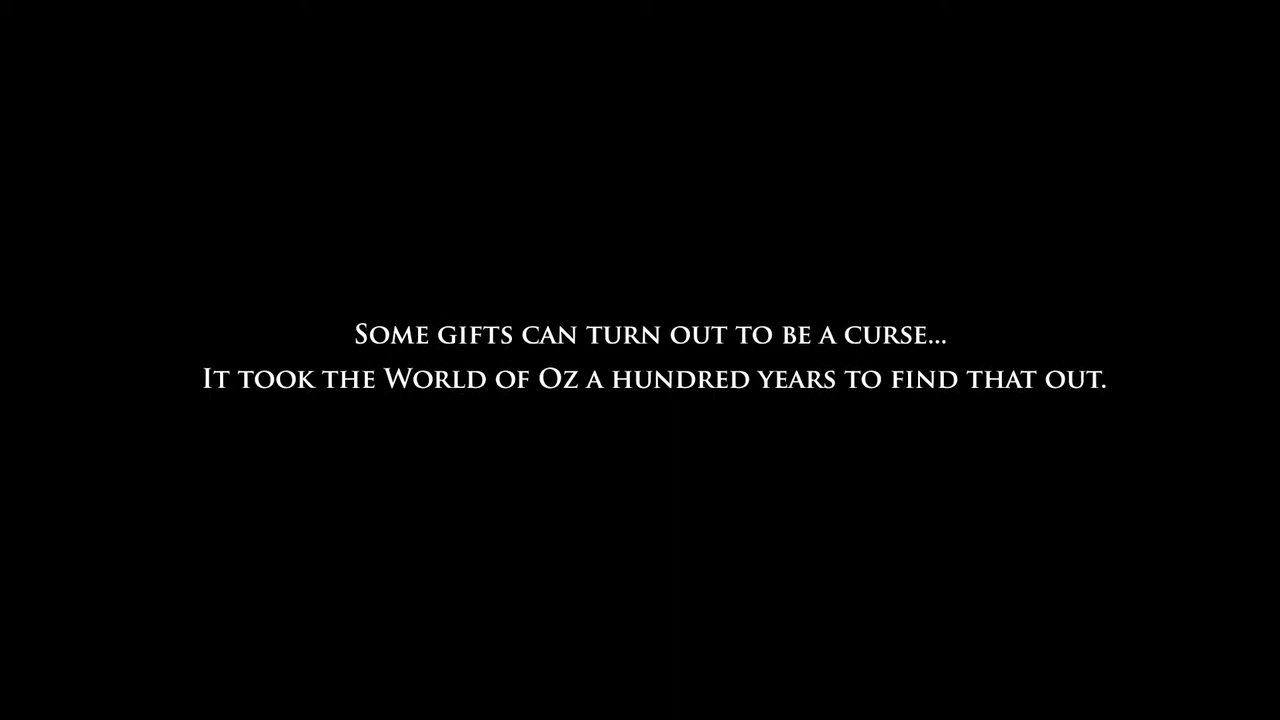 Some gifts can turn out to be a curse...
It took the World of Oz a hundred years to find that out.